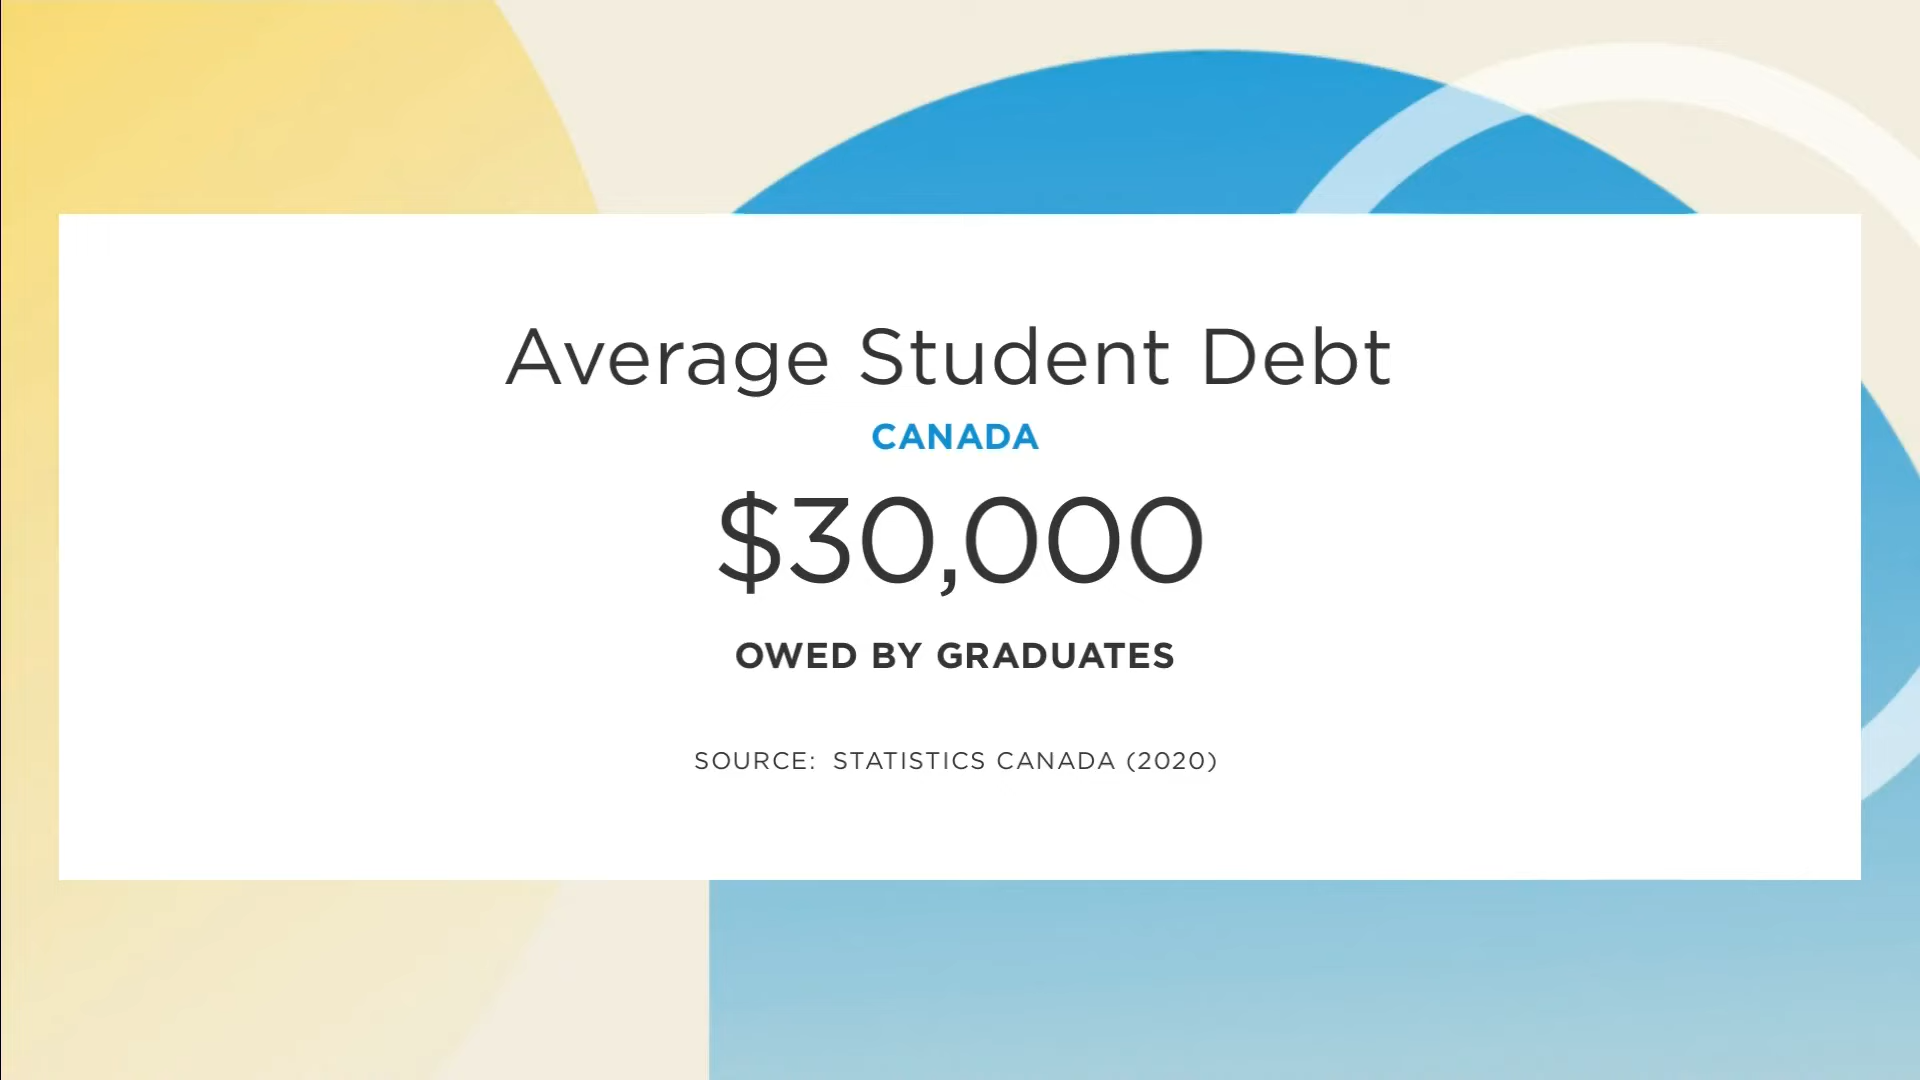 Average Student Debt
CANADA
$30,000
OWED BY GRADUATES
SOURCE: STATISTICS CANADA (2020)